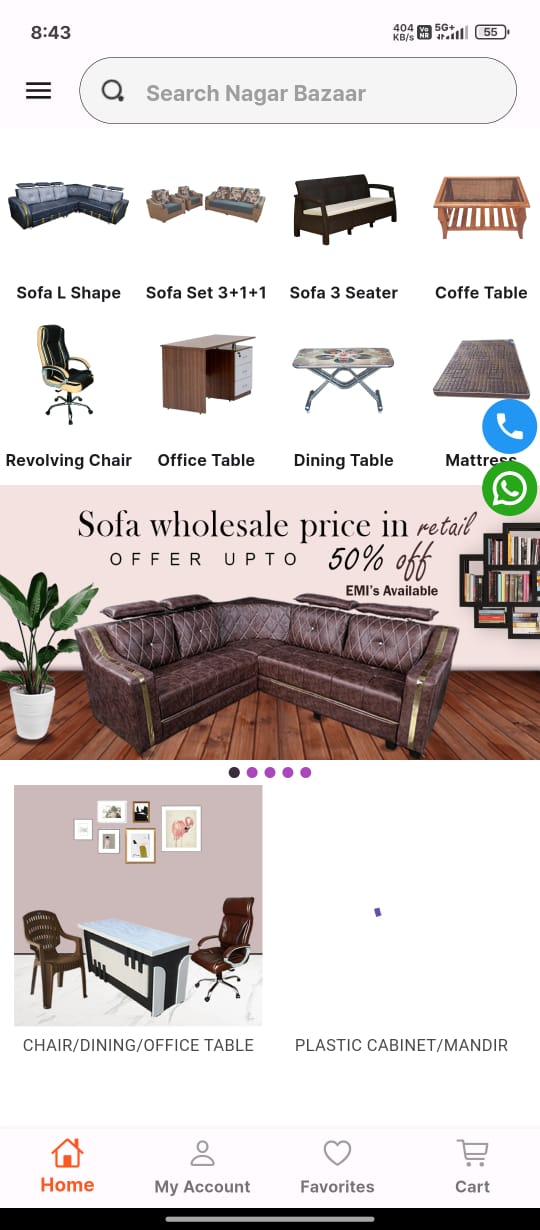 8:43
404
KB/s
Vo
NR
5G+
55
Search Nagar Bazaar
Sofa L Shape
Sofa Set 3+1+1
Sofa 3 Seater
Coffe Table
Revolving Chair
Office Table
Dining Table
Mattress
Sofa wholesale price in retail
OFFER UPTO 50% off
EMI's Available
CHAIR/DINING/OFFICE TABLE
PLASTIC CABINET/MANDIR
Home
My Account
Favorites
Cart